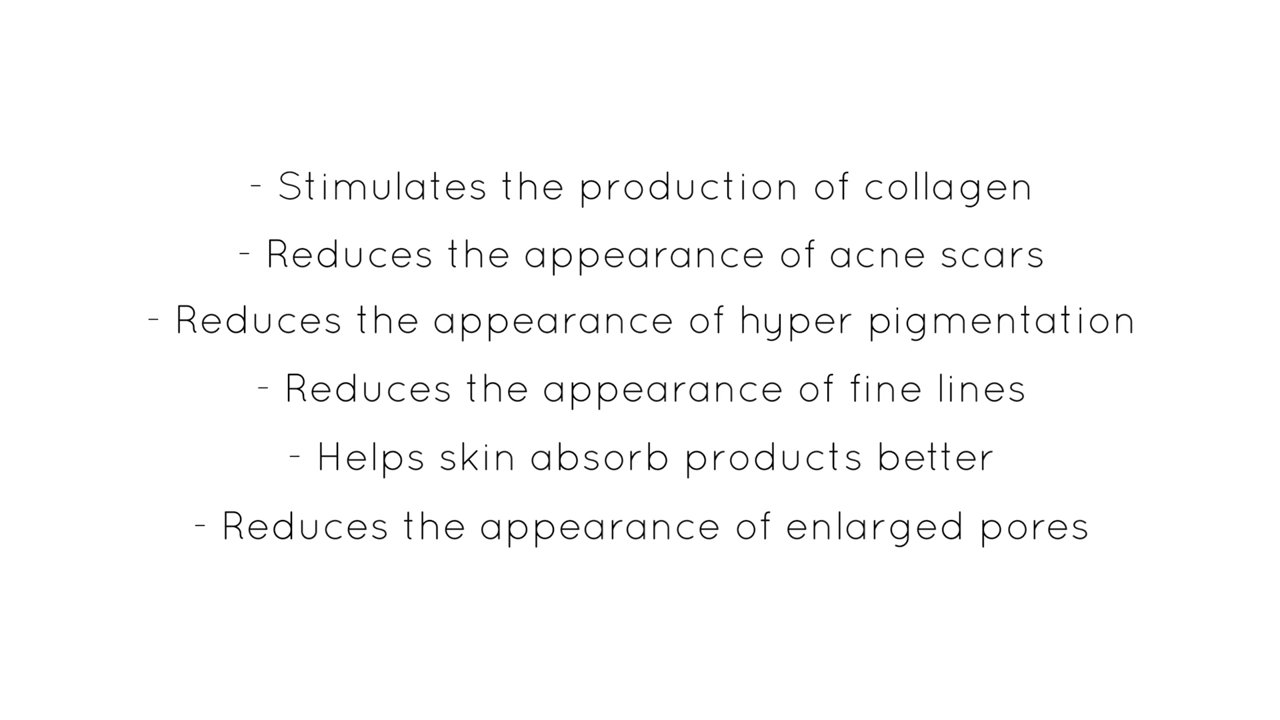 - Stimulates the production of collagen
- Reduces the appearance of acne scars
- Reduces the appearance of hyper pigmentation
- Reduces the appearance of fine lines
- Helps skin absorb products better
- Reduces the appearance of enlarged pores